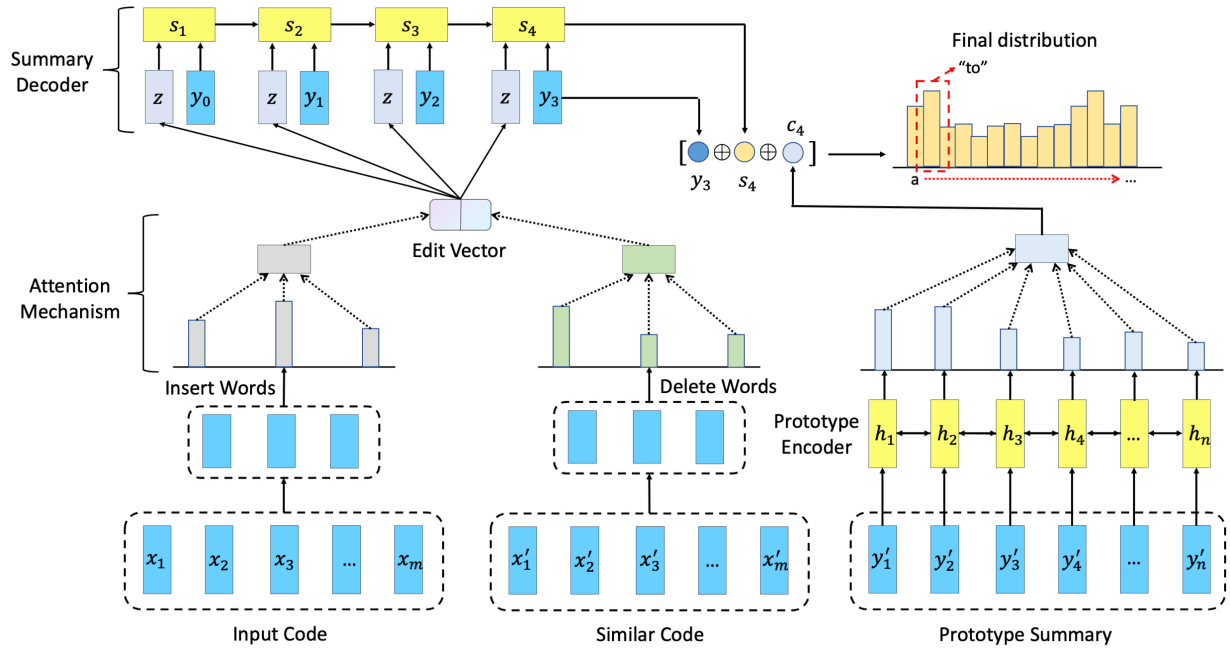 s₁ s₂ s₃ s₄
Summary
Decoder
z y₀ z y₁ z y₂ z y₃
Final distribution
"to"
a ...
c₄
[ ⊕ ⊕ ]
y₃ s₄
Edit Vector
Attention
Mechanism
Insert Words
Delete Words
Prototype
Encoder
h₁ h₂ h₃ h₄ ... hₙ
x₁ x₂ x₃ ... xₘ
x′₁ x′₂ x′₃ ... x′ₘ
y′₁ y′₂ y′₃ y′₄ ... y′ₙ
Input Code
Similar Code
Prototype Summary